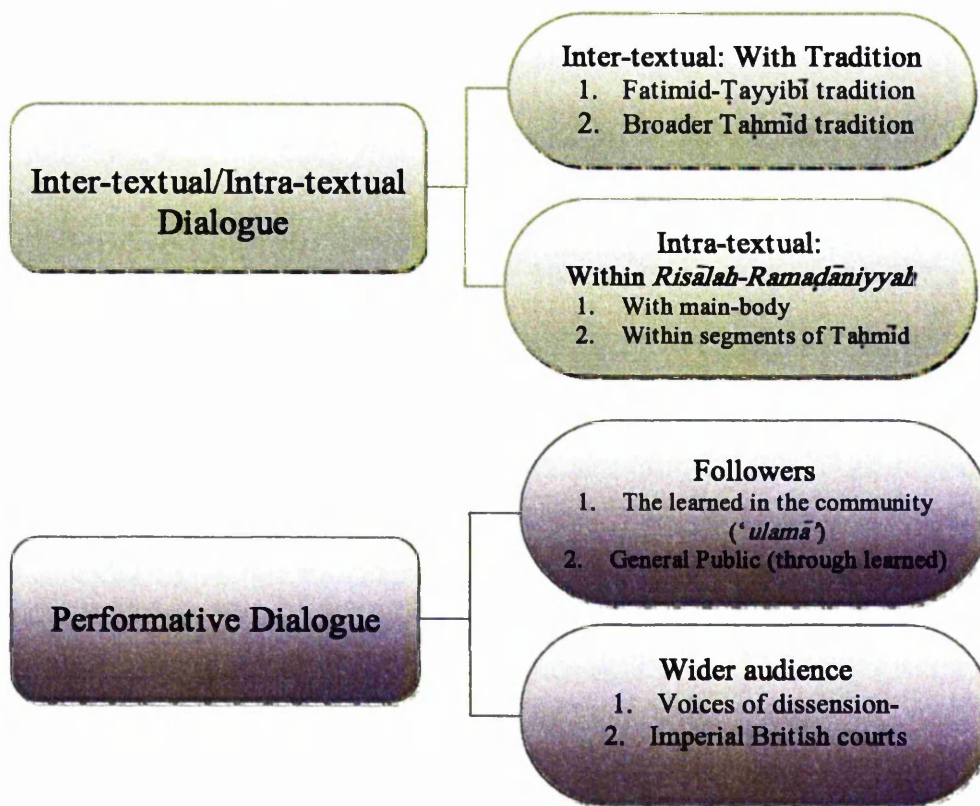 Inter-textual/Intra-textual
Dialogue
Inter-textual: With Tradition
1. Fatimid-Ṭayyibī tradition
2. Broader Taḥmīd tradition
Intra-textual:
Within Risālah-Ramaḍāniyyah
1. With main-body
2. Within segments of Taḥmīd
Performative Dialogue
Followers
1. The learned in the community
(‘ulamā’)
2. General Public (through learned)
Wider audience
1. Voices of dissension-
2. Imperial British courts